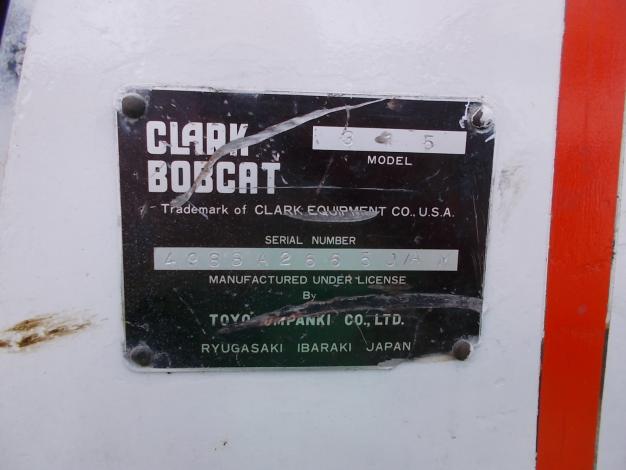 CLARK
BOBCAT
MODEL
Trademark of CLARK EQUIPMENT CO., U.S.A.
SERIAL NUMBER
MANUFACTURED UNDER LICENSE
By
CO., LTD.
RYUGASAKI IBARAKI JAPAN